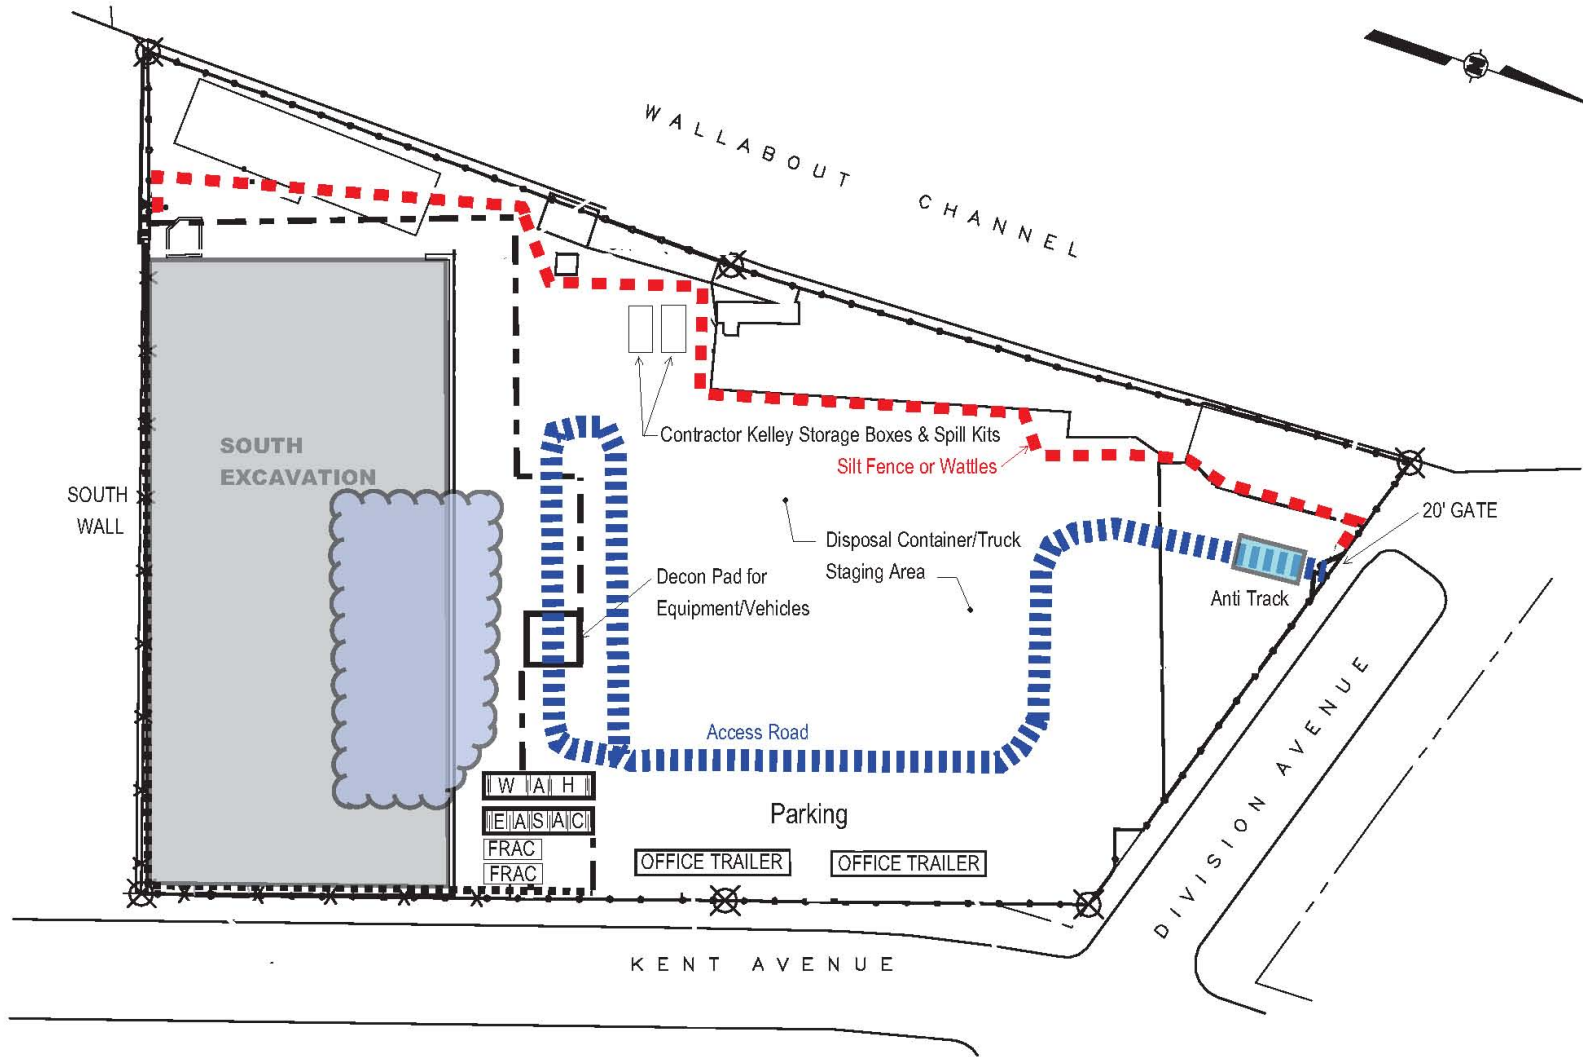 N
WALLABOUT CHANNEL
SOUTH
EXCAVATION
SOUTH
WALL
Contractor Kelley Storage Boxes & Spill Kits
Silt Fence or Wattles
20' GATE
Disposal Container/Truck
Staging Area
Decon Pad for
Equipment/Vehicles
Anti Track
Access Road
W A H
E A S A C
FRAC
FRAC
Parking
OFFICE TRAILER
OFFICE TRAILER
DIVISION AVENUE
KENT AVENUE